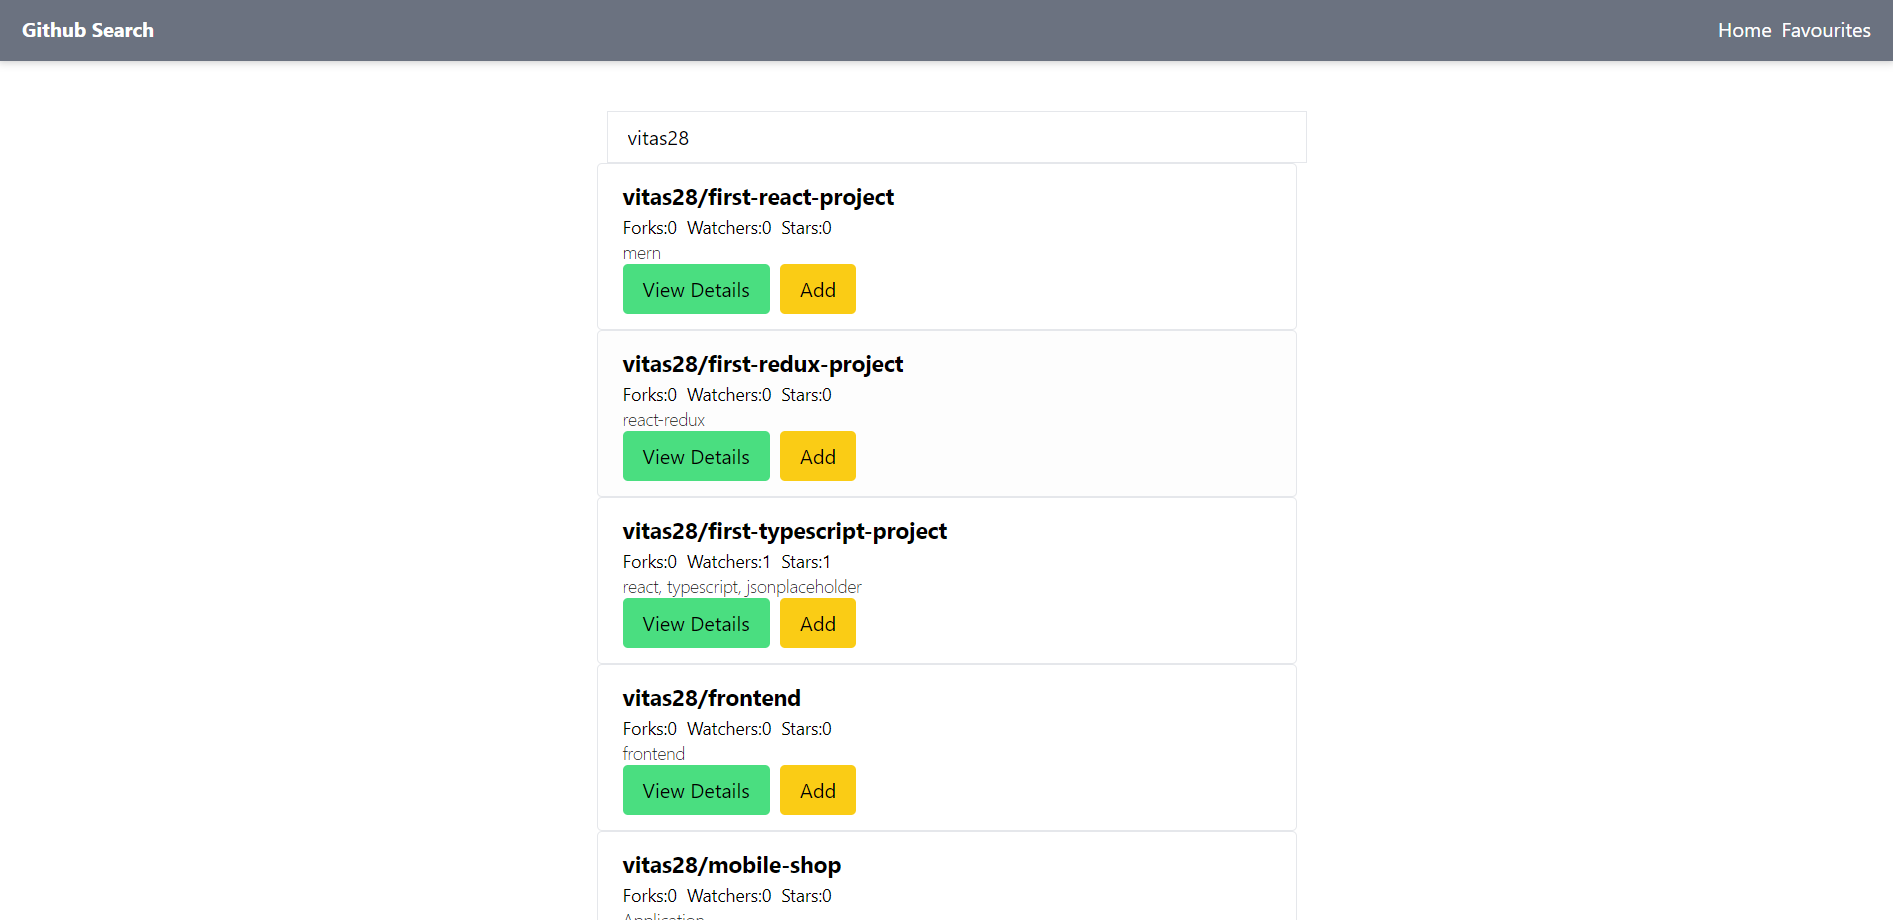 Github Search
Home Favourites
vitas28
vitas28/first-react-project
Forks:0 Watchers:0 Stars:0
mern
View Details Add
vitas28/first-redux-project
Forks:0 Watchers:0 Stars:0
react-redux
View Details Add
vitas28/first-typescript-project
Forks:0 Watchers:1 Stars:1
react, typescript, jsonplaceholder
View Details Add
vitas28/frontend
Forks:0 Watchers:0 Stars:0
frontend
View Details Add
vitas28/mobile-shop
Forks:0 Watchers:0 Stars:0
Application